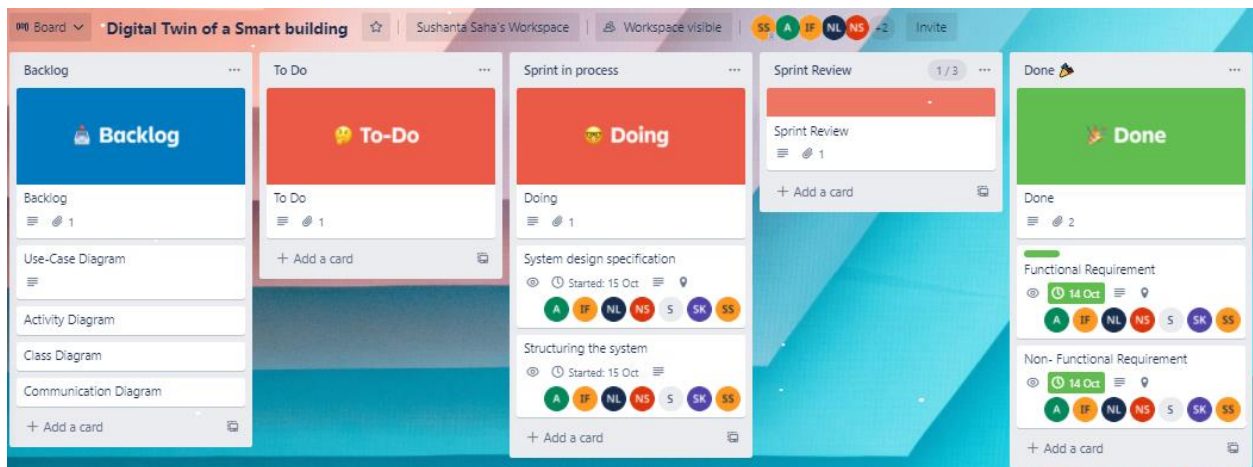 Board
Digital Twin of a Smart building
Sushanta Saha's Workspace
Workspace visible
SS A IF NL NS +2
Invite
Backlog
Backlog
Backlog
1
Use-Case Diagram
Activity Diagram
Class Diagram
Communication Diagram
+ Add a card
To Do
To-Do
To Do
1
+ Add a card
Sprint in process
Doing
Doing
1
System design specification
Started: 15 Oct
A IF NL NS S SK SS
Structuring the system
Started: 15 Oct
A IF NL NS S SK SS
+ Add a card
Sprint Review
1 / 3
Sprint Review
1
+ Add a card
Done
Done
Done
2
Functional Requirement
14 Oct
A IF NL NS S SK SS
Non- Functional Requirement
14 Oct
A IF NL NS S SK SS
+ Add a card